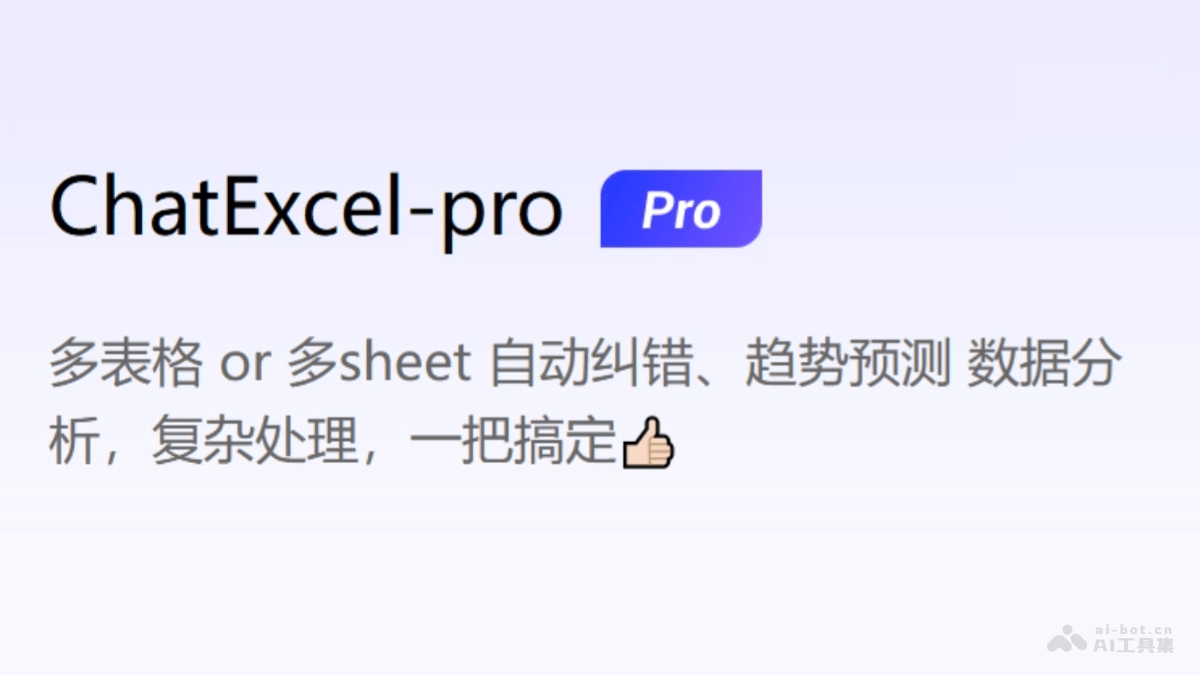 ChatExcel-pro Pro
多表格 or 多sheet 自动纠错、趋势预测 数据分
析，复杂处理，一把搞定👍🏻
ai-bot.cn
AI工具集